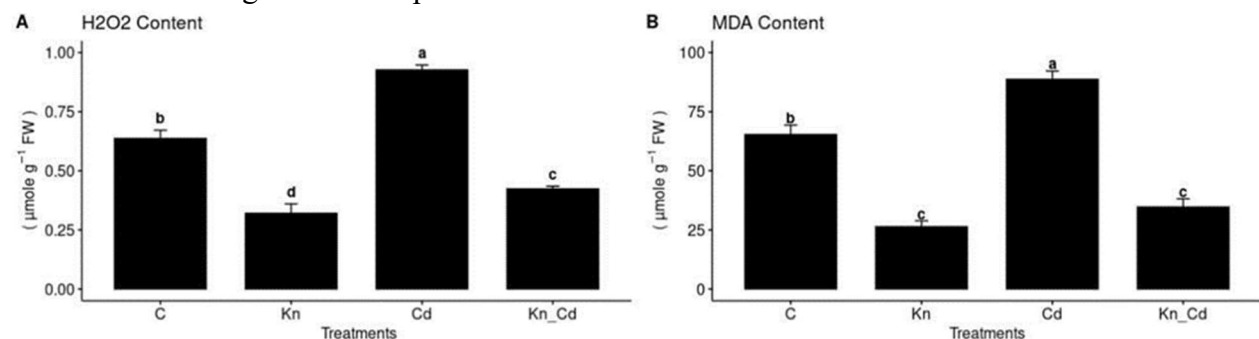 A H2O2 Content
( µmole g−1 FW )
1.00
0.75
0.50
0.25
0.00
b
d
a
c
C Kn Cd Kn_Cd
Treatments
B MDA Content
( µmole g−1 FW )
100
75
50
25
0
b
c
a
c
C Kn Cd Kn_Cd
Treatments